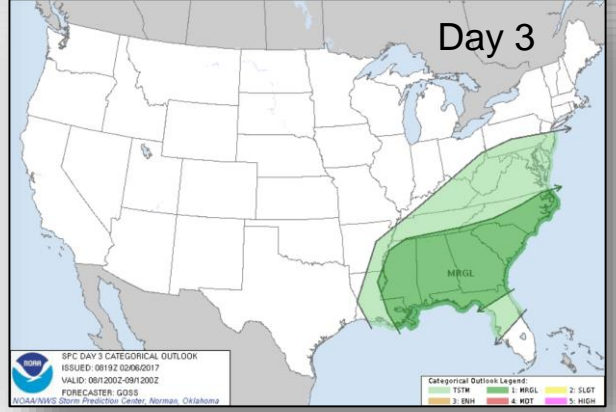 Day 3
MRGL
NOAA
SPC DAY 3 CATEGORICAL OUTLOOK
ISSUED: 0819Z 02/06/2017
VALID: 08/1200Z-09/1200Z
FORECASTER: GOSS
NOAA/NWS Storm Prediction Center, Norman, Oklahoma
Categorical Outlook Legend:
TSTM 1: MRGL 2: SLGT
3: ENH 4: MDT 5: HIGH